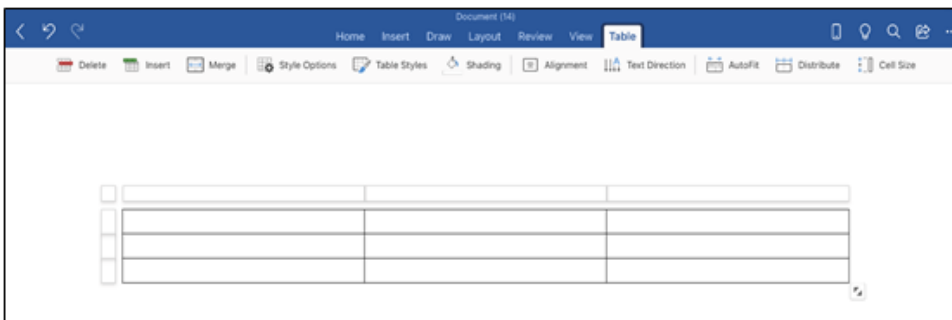 Document (14)
Home Insert Draw Layout Review View Table
Delete Insert Merge Style Options Table Styles Shading Alignment Text Direction AutoFit Distribute Cell Size